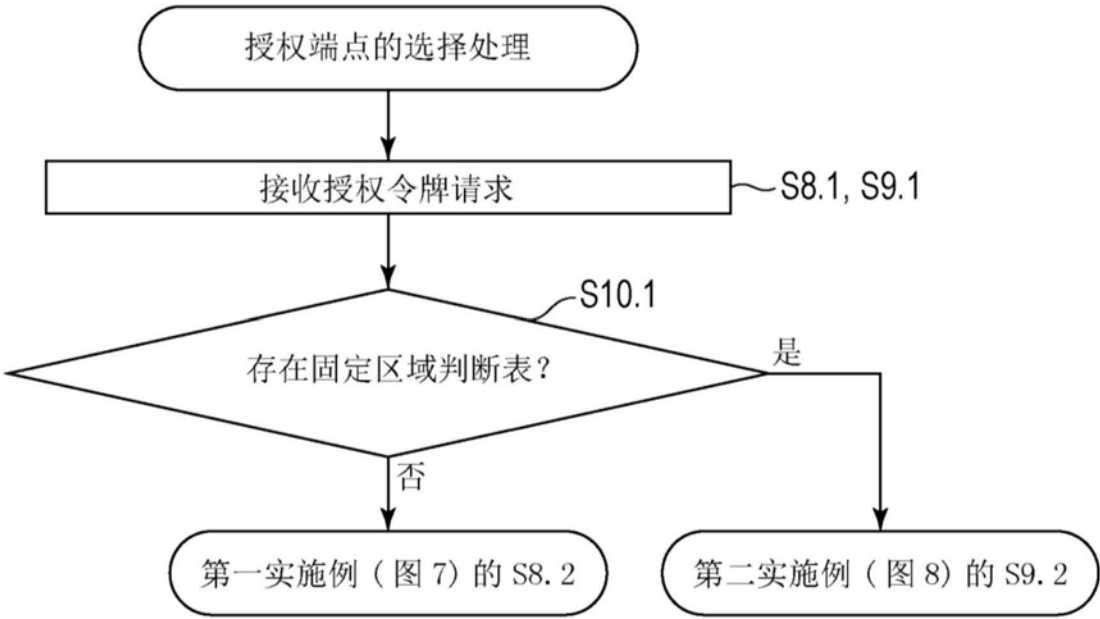 授权端点的选择处理
接收授权令牌请求
S8.1, S9.1
S10.1
存在固定区域判断表?
是
否
第一实施例(图7)的S8.2
第二实施例(图8)的S9.2